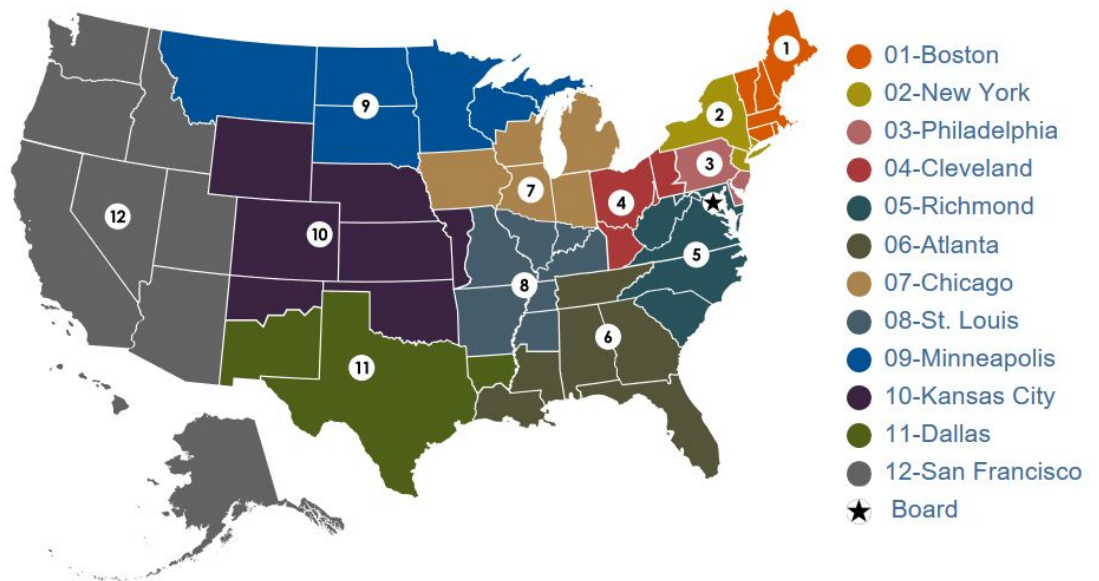 1
2
3
4
5
6
7
8
9
10
11
12
01-Boston
02-New York
03-Philadelphia
04-Cleveland
05-Richmond
06-Atlanta
07-Chicago
08-St. Louis
09-Minneapolis
10-Kansas City
11-Dallas
12-San Francisco
Board